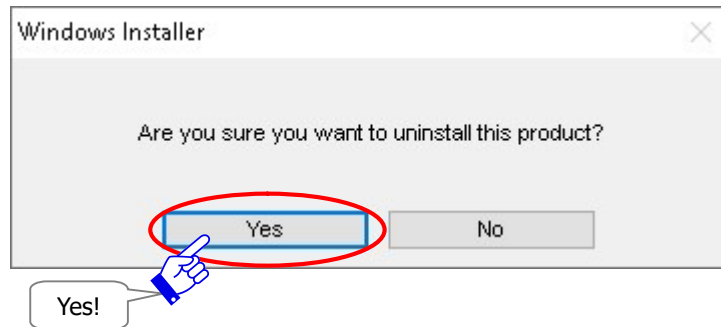 Windows Installer
Are you sure you want to uninstall this product?
Yes
No
Yes!